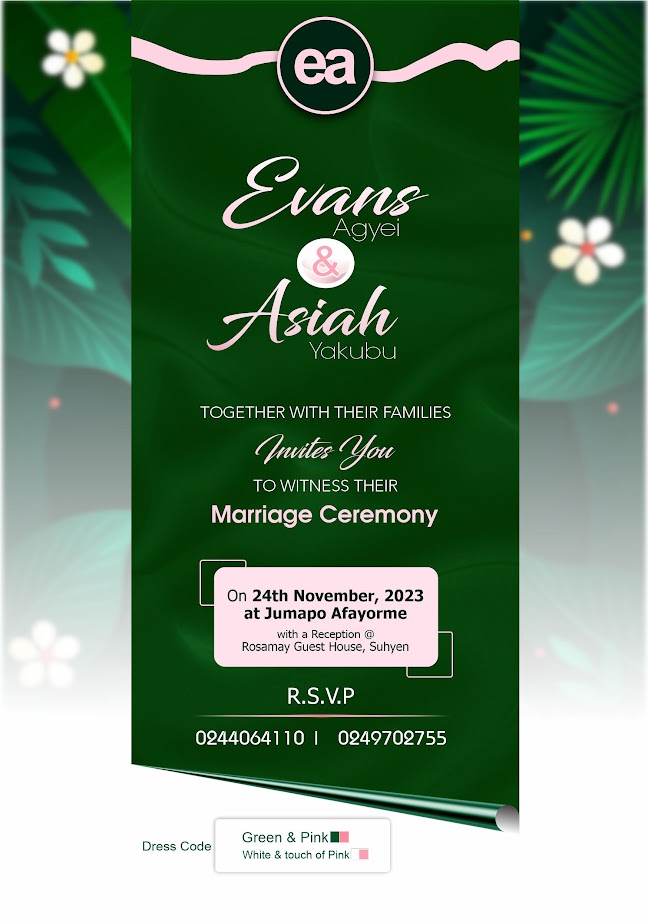 ea
Evans
Agyei
&
Asiah
Yakubu
TOGETHER WITH THEIR FAMILIES
Invites You
TO WITNESS THEIR
Marriage Ceremony
On 24th November, 2023
at Jumapo Afayorme
with a Reception @
Rosamay Guest House, Suhyen
R.S.V.P
0244064110 | 0249702755
Dress Code
Green & Pink
White & touch of Pink